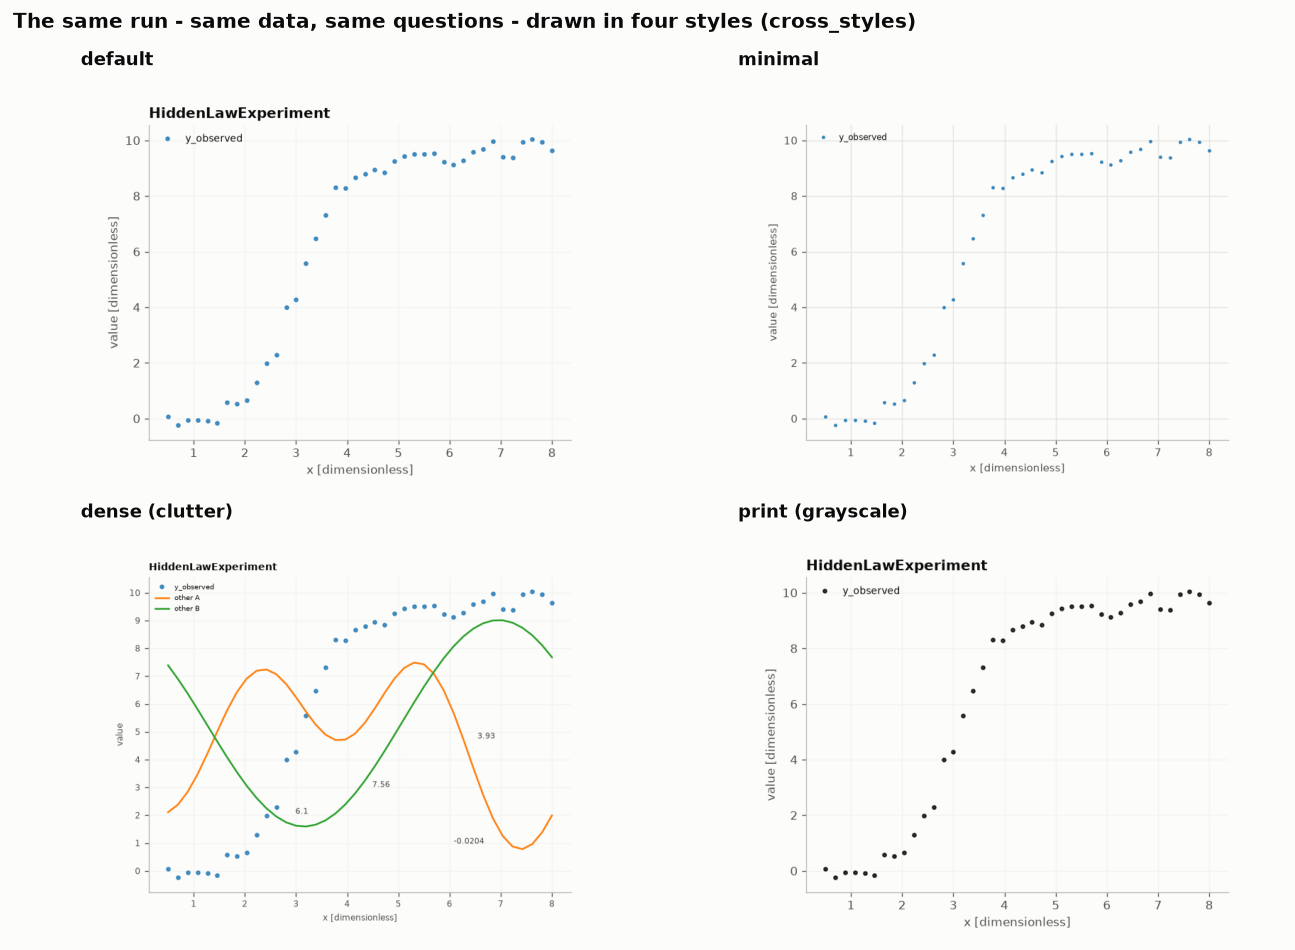 The same run - same data, same questions - drawn in four styles (cross_styles)
default
HiddenLawExperiment
y_observed
10
8
6
4
2
0
value [dimensionless]
1 2 3 4 5 6 7 8
x [dimensionless]
minimal
y_observed
10
8
6
4
2
0
value [dimensionless]
1 2 3 4 5 6 7 8
x [dimensionless]
dense (clutter)
HiddenLawExperiment
y_observed
other A
other B
10
9
8
7
6
5
4
3
2
1
0
value
3.93
7.56
6.1
-0.0204
1 2 3 4 5 6 7 8
x [dimensionless]
print (grayscale)
HiddenLawExperiment
y_observed
10
8
6
4
2
0
value [dimensionless]
1 2 3 4 5 6 7 8
x [dimensionless]